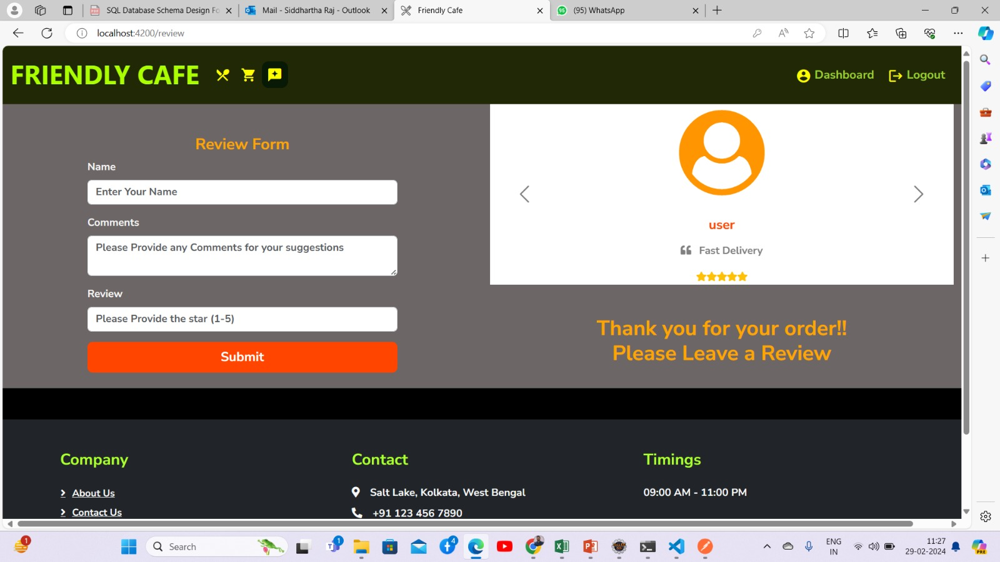 SQL Database Schema Design Fo
Mail - Siddhartha Raj - Outlook
Friendly Cafe
95
(95) WhatsApp
localhost:4200/review
FRIENDLY CAFE
Dashboard
Logout
Review Form
Name
Enter Your Name
Comments
Please Provide any Comments for your suggestions
Review
Please Provide the star (1-5)
Submit
user
Fast Delivery
Thank you for your order!!
Please Leave a Review
Company
About Us
Contact Us
Contact
Salt Lake, Kolkata, West Bengal
+91 123 456 7890
Timings
09:00 AM - 11:00 PM
1
Search
1
4
ENG
IN
11:27
29-02-2024
PRE